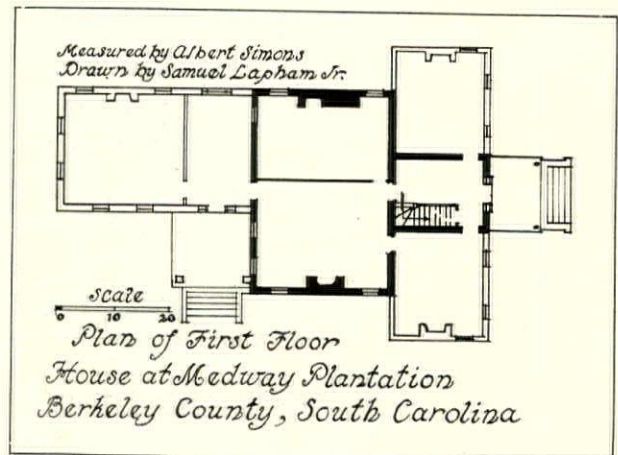 Measured by Albert Simons
Drawn by Samuel Lapham Jr.
scale
0 10 20
Plan of First Floor
House at Medway Plantation
Berkeley County, South Carolina